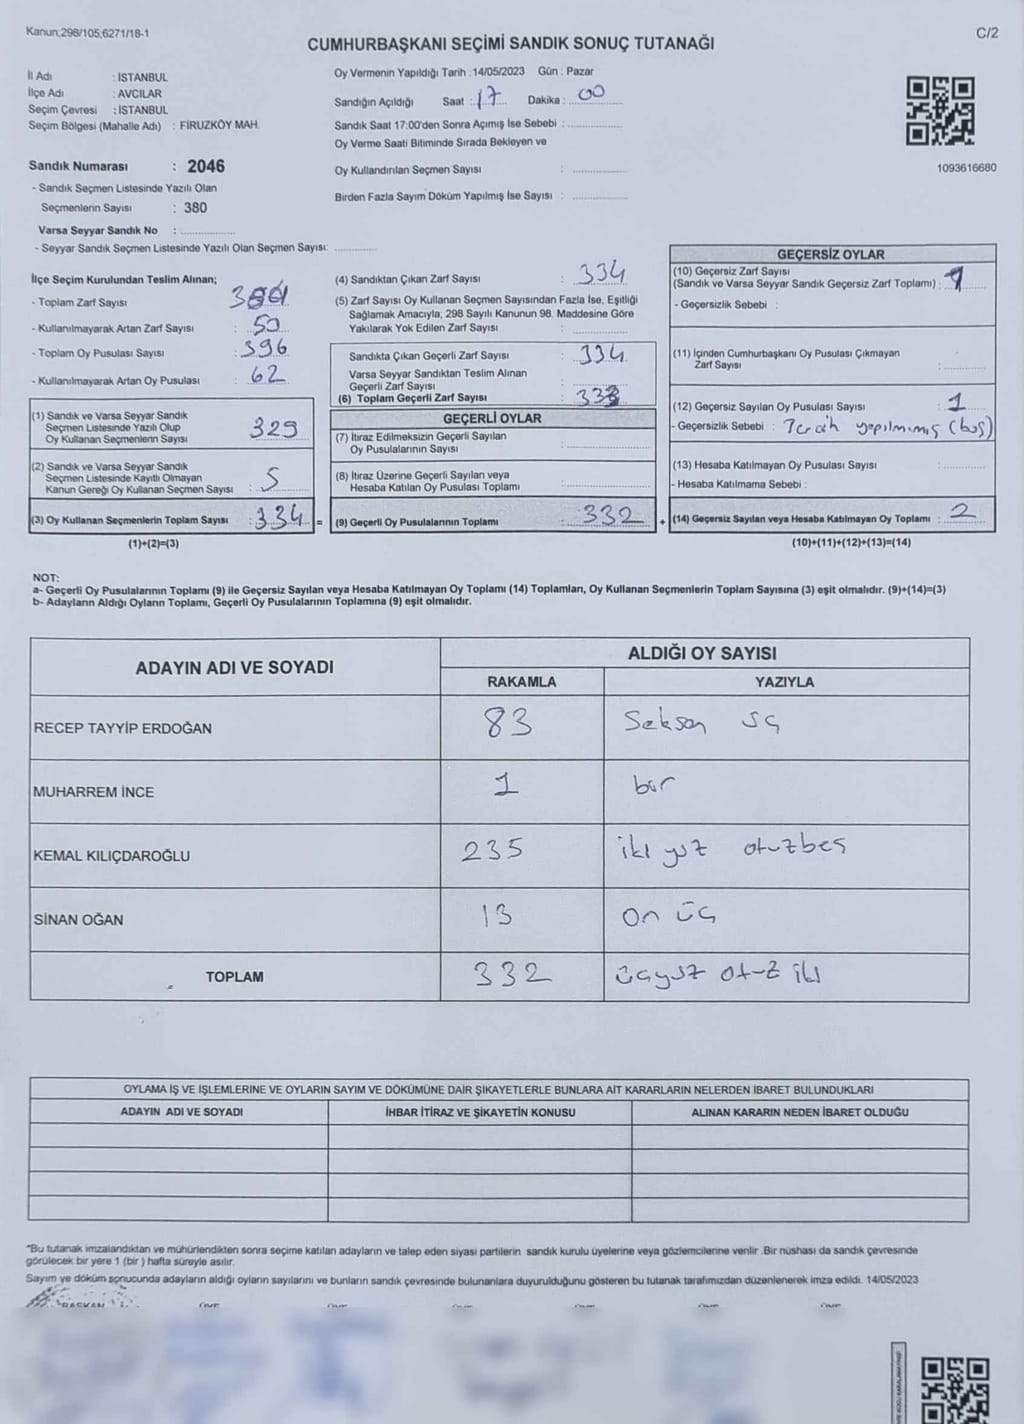 Kanun;298/105,6271/18-1
C/2
CUMHURBAŞKANI SEÇİMİ SANDIK SONUÇ TUTANAĞI
İl Adı : İSTANBUL
İlçe Adı : AVCILAR
Seçim Çevresi : İSTANBUL
Seçim Bölgesi (Mahalle Adı) : FİRUZKÖY MAH.
Sandık Numarası : 2046
- Sandık Seçmen Listesinde Yazılı Olan
Seçmenlerin Sayısı : 380
Varsa Seyyar Sandık No :
- Seyyar Sandık Seçmen Listesinde Yazılı Olan Seçmen Sayısı:
Oy Vermenin Yapıldığı Tarih :14/05/2023 Gün : Pazar
Sandığın Açıldığı Saat : 17 Dakika : 00
Sandık Saat 17:00'den Sonra Açımış İse Sebebi :
Oy Verme Saati Bitiminde Sırada Bekleyen ve
Oy Kullandırılan Seçmen Sayısı :
Birden Fazla Sayım Döküm Yapılmış İse Sayısı :
1093616680
İlçe Seçim Kurulundan Teslim Alınan;
- Toplam Zarf Sayısı :
- Kullanılmayarak Artan Zarf Sayısı : 50
- Toplam Oy Pusulası Sayısı : 396
- Kullanılmayarak Artan Oy Pusulası : 62
(1) Sandık ve Varsa Seyyar Sandık
Seçmen Listesinde Yazılı Olup
Oy Kullanan Seçmenlerin Sayısı 329
(2) Sandık ve Varsa Seyyar Sandık
Seçmen Listesinde Kayıtlı Olmayan
Kanun Gereği Oy Kullanan Seçmen Sayısı : 5
(3) Oy Kullanan Seçmenlerin Toplam Sayısı : 334 =
(1)+(2)=(3)
(4) Sandıktan Çıkan Zarf Sayısı : 334
(5) Zarf Sayısı Oy Kullanan Seçmen Sayısından Fazla İse, Eşitliği
Sağlamak Amacıyla, 298 Sayılı Kanunun 98. Maddesine Göre
Yakılarak Yok Edilen Zarf Sayısı :
Sandıkta Çıkan Geçerli Zarf Sayısı : 334
Varsa Seyyar Sandıktan Teslim Alınan
Geçerli Zarf Sayısı :
(6) Toplam Geçerli Zarf Sayısı : 333
GEÇERLİ OYLAR
(7) İtiraz Edilmeksizin Geçerli Sayılan
Oy Pusulalarının Sayısı :
(8) İtiraz Üzerine Geçerli Sayılan veya
Hesaba Katılan Oy Pusulası Toplamı :
(9) Geçerli Oy Pusulalarının Toplamı : 332 +
GEÇERSİZ OYLAR
(10) Geçersiz Zarf Sayısı
(Sandık ve Varsa Seyyar Sandık Geçersiz Zarf Toplamı) : 1
- Geçersizlik Sebebi :
(11) İçinden Cumhurbaşkanı Oy Pusulası Çıkmayan
Zarf Sayısı :
(12) Geçersiz Sayılan Oy Pusulası Sayısı : 1
- Geçersizlik Sebebi : Tercih yapılmımış (boş)
(13) Hesaba Katılmayan Oy Pusulası Sayısı :
- Hesaba Katılmama Sebebi :
(14) Geçersiz Sayılan veya Hesaba Katılmayan Oy Toplamı : 2
(10)+(11)+(12)+(13)=(14)
NOT:
a- Geçerli Oy Pusulalarının Toplamı (9) ile Geçersiz Sayılan veya Hesaba Katılmayan Oy Toplamı (14) Toplamları, Oy Kullanan Seçmenlerin Toplam Sayısına (3) eşit olmalıdır. (9)+(14)=(3)
b- Adayların Aldığı Oyların Toplamı, Geçerli Oy Pusulalarının Toplamına (9) eşit olmalıdır.
ADAYIN ADI VE SOYADI ALDIĞI OY SAYISI
RAKAMLA YAZIYLA
RECEP TAYYİP ERDOĞAN 83 Seksen üç
MUHARREM İNCE 1 bir
KEMAL KILIÇDAROĞLU 235 iki yüz otuzbeş
SİNAN OĞAN 13 on üç
TOPLAM 332 üçyüz otuz iki
OYLAMA İŞ VE İŞLEMLERİNE VE OYLARIN SAYIM VE DÖKÜMÜNE DAİR ŞİKAYETLERLE BUNLARA AİT KARARLARIN NELERDEN İBARET BULUNDUKLARI
ADAYIN ADI VE SOYADI İHBAR İTİRAZ VE ŞİKAYETİN KONUSU ALINAN KARARIN NEDEN İBARET OLDUĞU
*Bu tutanak imzalandıktan ve mühürlendikten sonra seçime katılan adayların ve talep eden siyasi partilerin sandık kurulu üyelerine veya gözlemcilerine verilir .Bir nüshası da sandık çevresinde
görülecek bir yere 1 (bir ) hafta süreyle asılır.
Sayım ve döküm sonucunda adayların aldığı oyların sayılarını ve bunların sandık çevresinde bulunanlara duyurulduğunu gösteren bu tutanak tarafımızdan düzenlenerek imza edildi. 14/05/2023
BAŞKAN